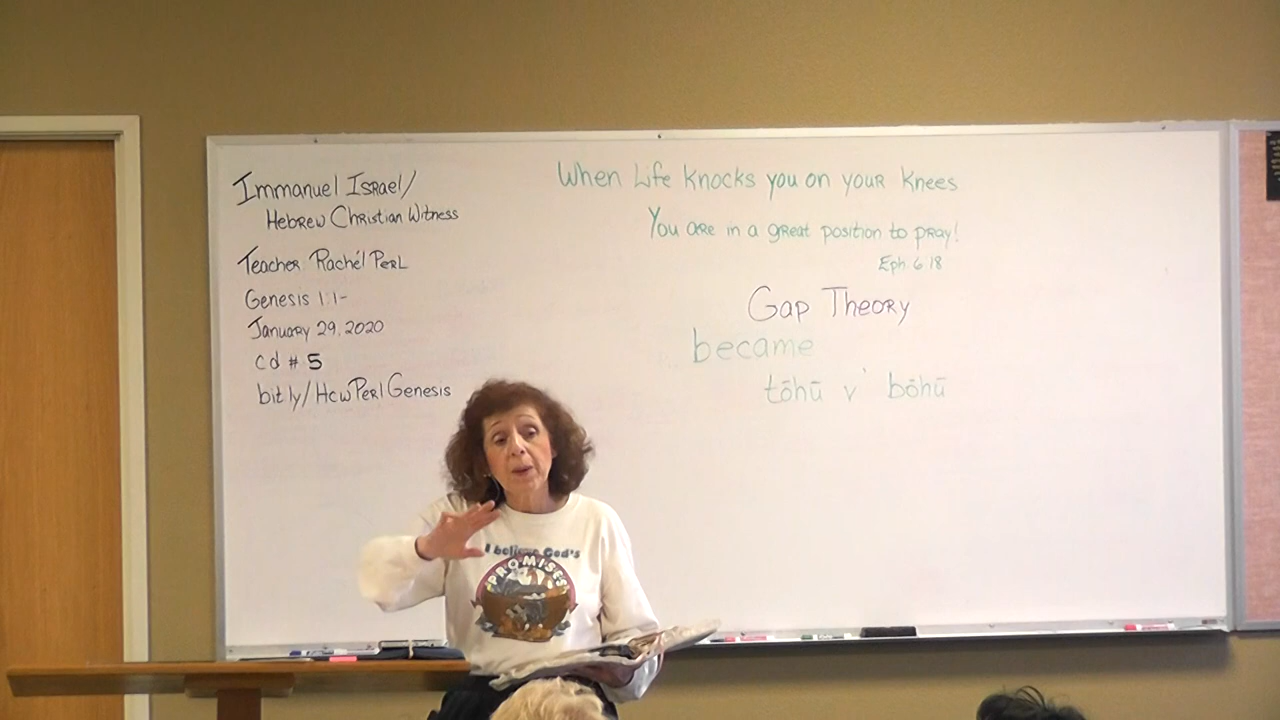 Immanuel Israel/
Hebrew Christian Witness
Teacher Rachél Perl
Genesis 1:1-
January 29, 2020
cd # 5
bit.ly/HcwPerlGenesis
When Life Knocks you on your Knees
You are in a great position to pray!
Eph 6 18
Gap Theory
became
tōhū v' bōhū
I believe God's
PROMISES